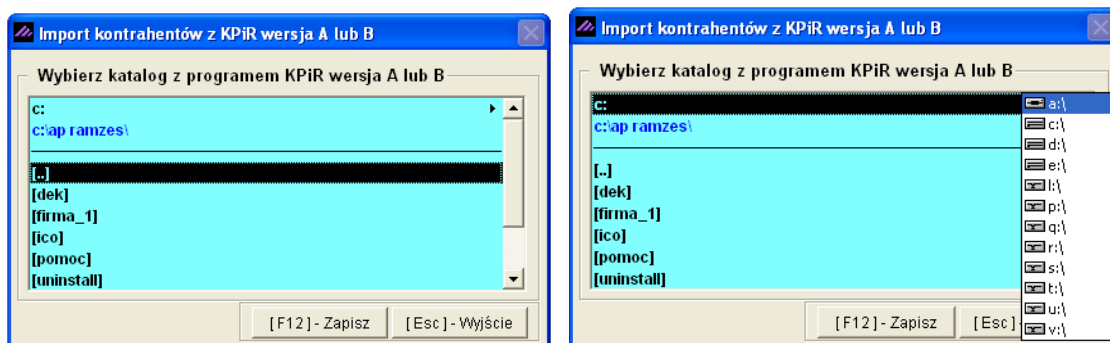 Import kontrahentów z KPiR wersja A lub B
Wybierz katalog z programem KPiR wersja A lub B
c:
c:\ap ramzes\
[..]
[dek]
[firma_1]
[ico]
[pomoc]
[uninstall]
[F12] - Zapisz
[Esc] - Wyjście
Import kontrahentów z KPiR wersja A lub B
Wybierz katalog z programem KPiR wersja A lub B
c:
c:\ap ramzes\
[..]
[dek]
[firma_1]
[ico]
[pomoc]
[uninstall]
a:\
c:\
d:\
e:\
l:\
p:\
q:\
r:\
s:\
t:\
u:\
v:\
[F12] - Zapisz
[Esc]